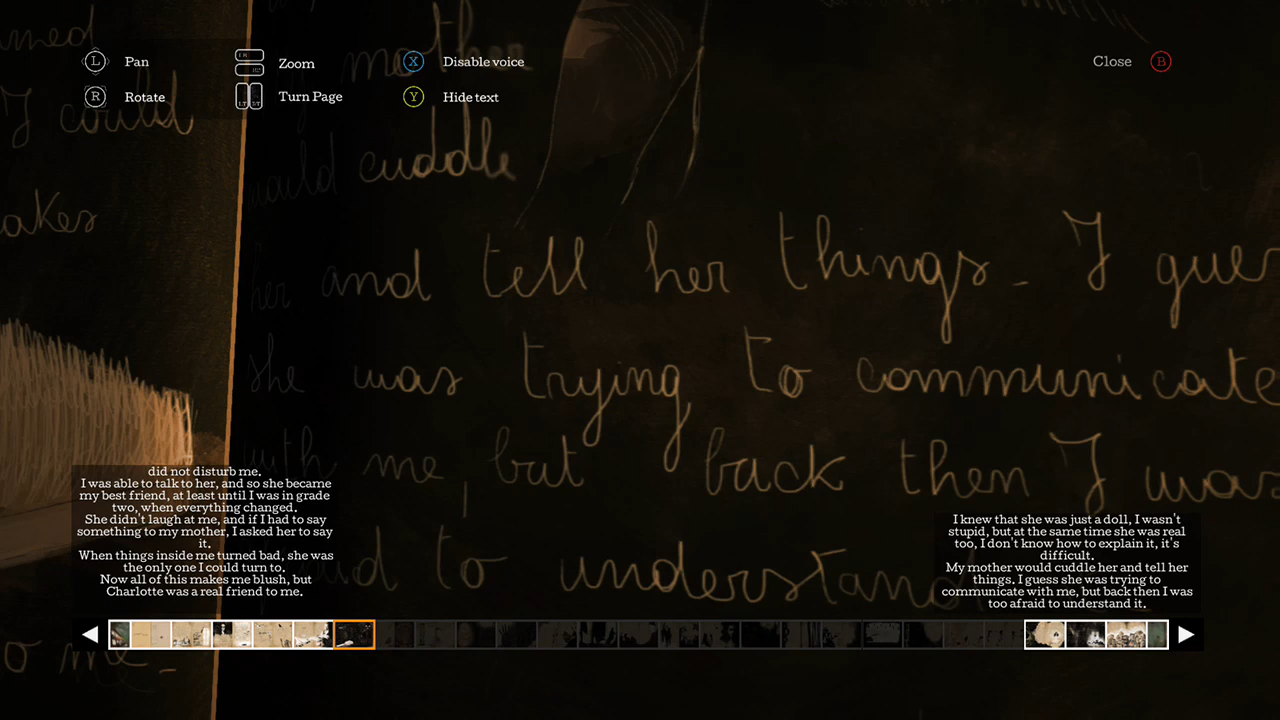 Pan
Zoom
Disable voice
Close
Rotate
Turn Page
Hide text
L
R
X
Y
B
I could
akes
o me
mother
would cuddle
her and tell her things - I gue
she was trying to communicate
with me, but back then I was
to understand
did not disturb me.
I was able to talk to her, and so she became
my best friend, at least until I was in grade
two, when everything changed.
She didn't laugh at me, and if I had to say
something to my mother, I asked her to say
it.
When things inside me turned bad, she was
the only one I could turn to.
Now all of this makes me blush, but
Charlotte was a real friend to me.
I knew that she was just a doll, I wasn't
stupid, but at the same time she was real
too, I don't know how to explain it, it's
difficult.
My mother would cuddle her and tell her
things. I guess she was trying to
communicate with me, but back then I was
too afraid to understand it.